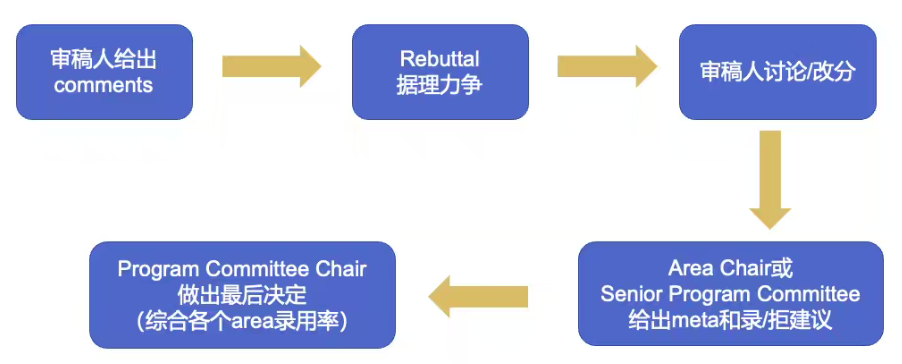 审稿人给出
comments
Rebuttal
据理力争
审稿人讨论/改分
Area Chair或
Senior Program Committee
给出meta和录/拒建议
Program Committee Chair
做出最后决定
（综合各个area录用率）